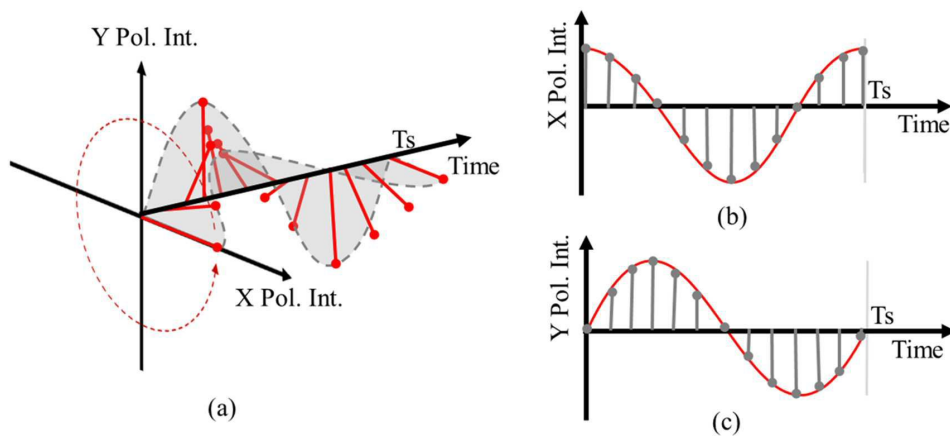 Y Pol. Int.
Ts
Time
X Pol. Int.
(a)
X Pol. Int.
Ts
Time
(b)
Y Pol. Int.
Ts
Time
(c)